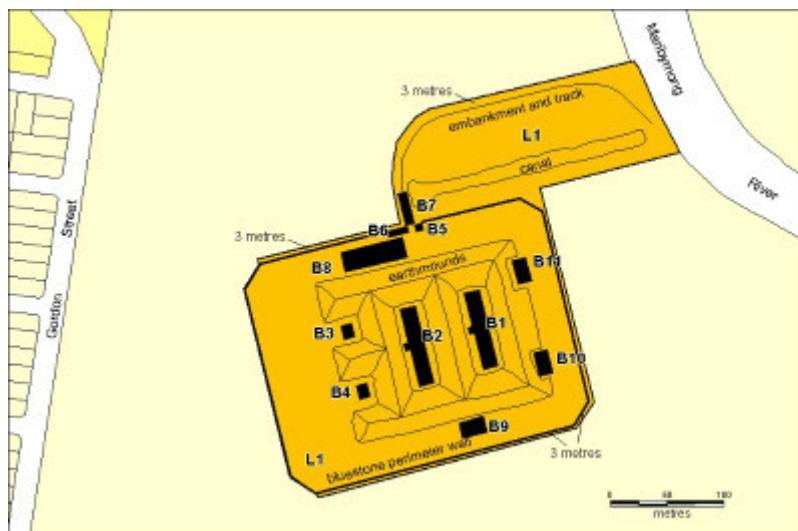 Maribyrnong
River
3 metres
embankment and track
L1
canal
B7
B6
B5
3 metres
B8
earthmounds
B11
Gordon
Street
B3
B2
B1
B4
B10
B9
L1
bluestone perimeter wall
3 metres
0 50 100
metres